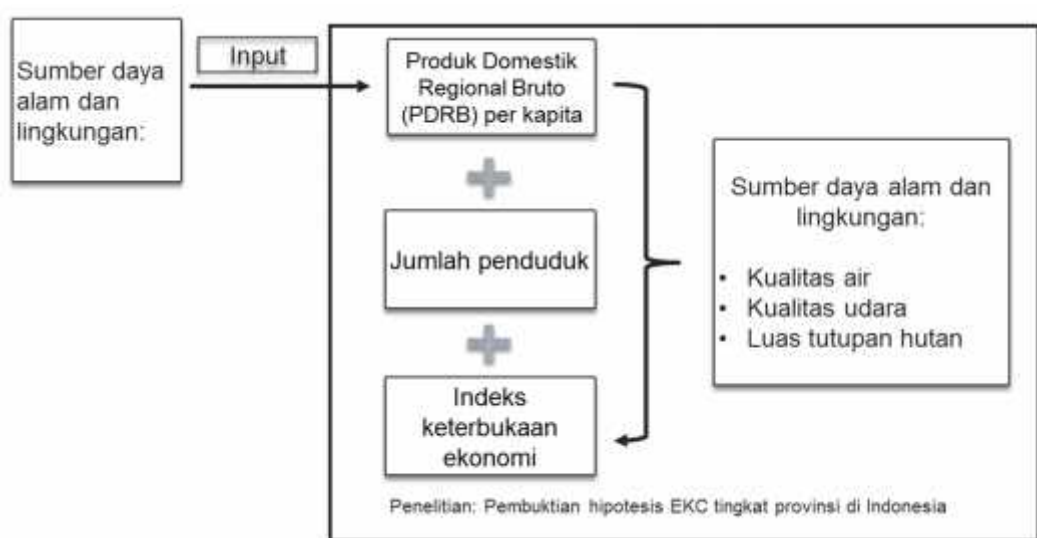 Sumber daya
alam dan
lingkungan:
Input
Produk Domestik
Regional Bruto
(PDRB) per kapita
Jumlah penduduk
Indeks
keterbukaan
ekonomi
Sumber daya alam dan
lingkungan:
• Kualitas air
• Kualitas udara
• Luas tutupan hutan
Penelitian: Pembuktian hipotesis EKC tingkat provinsi di Indonesia